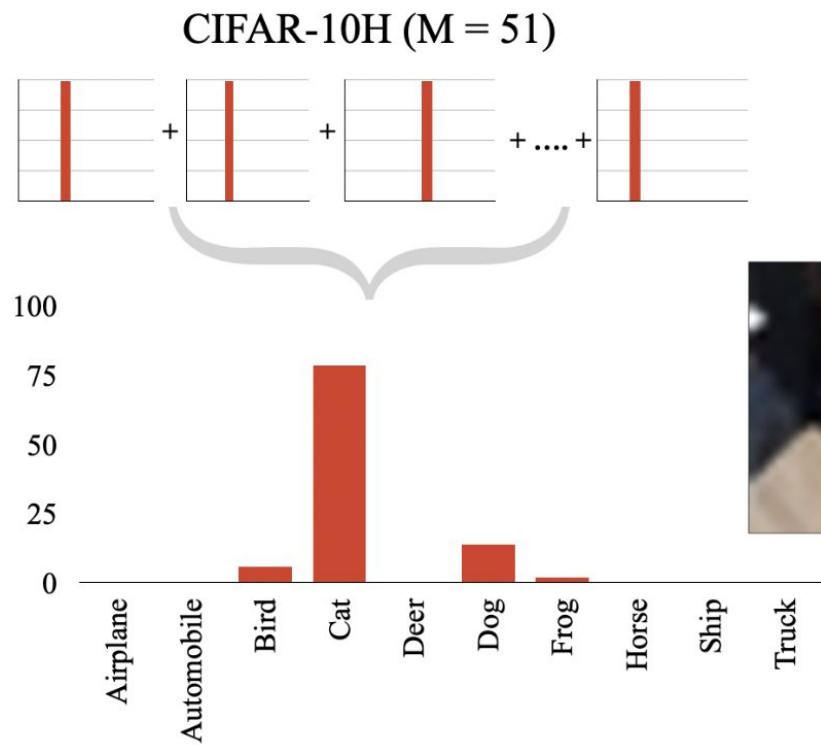 CIFAR-10H (M = 51)
+ + + .... +
100
75
50
25
0
Airplane
Automobile
Bird
Cat
Deer
Dog
Frog
Horse
Ship
Truck